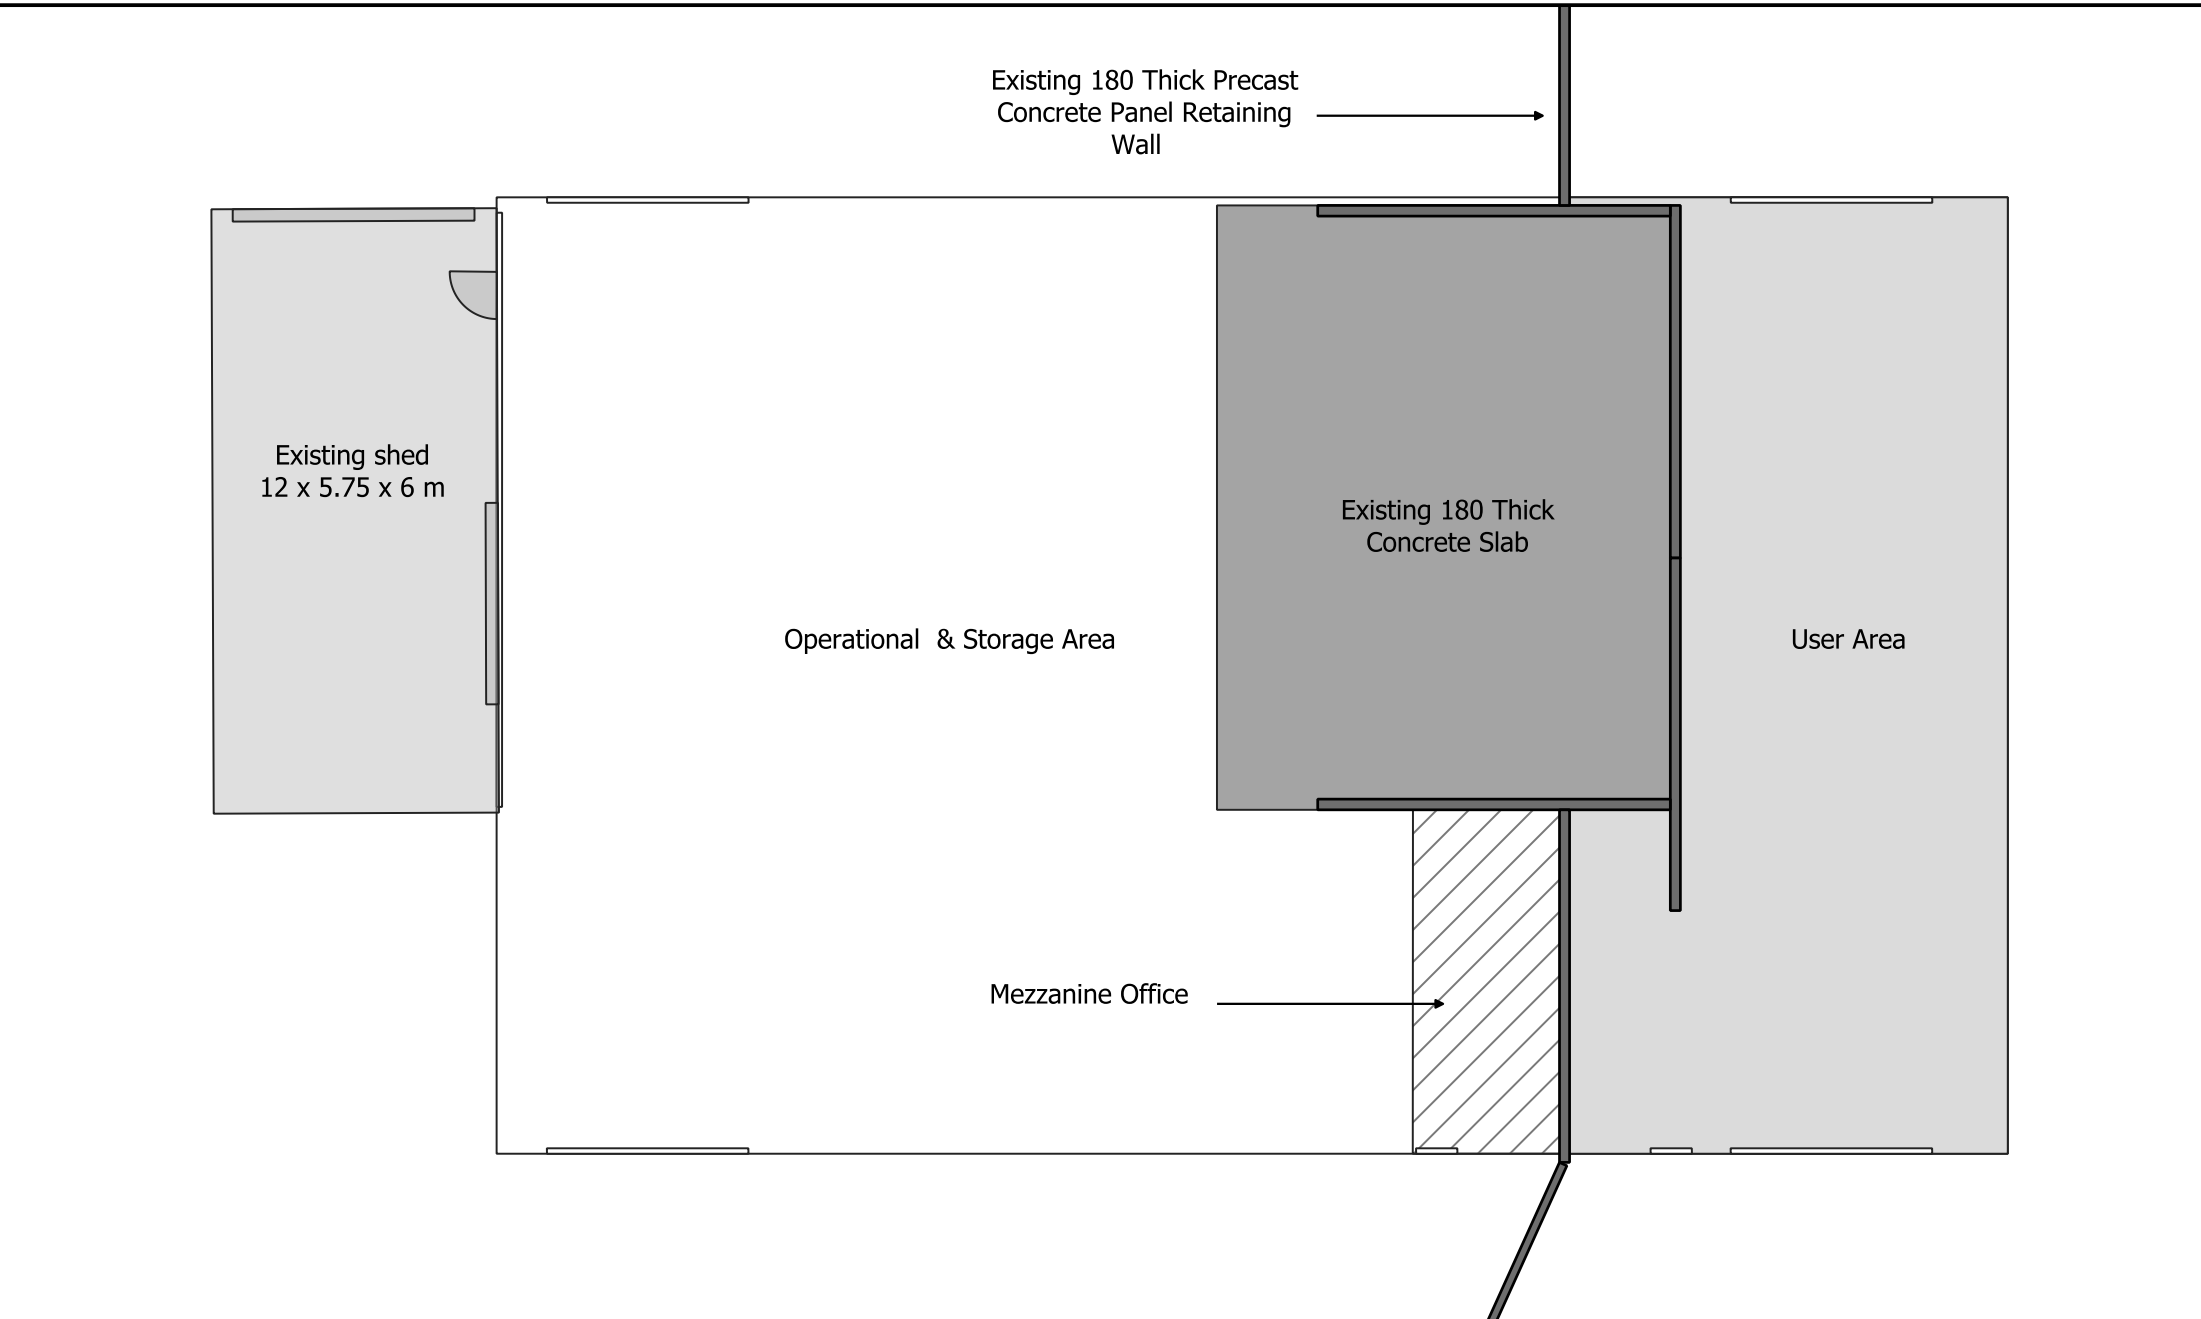 Existing 180 Thick Precast
Concrete Panel Retaining
Wall
Existing shed
12 x 5.75 x 6 m
Existing 180 Thick
Concrete Slab
Operational  & Storage Area
User Area
Mezzanine Office